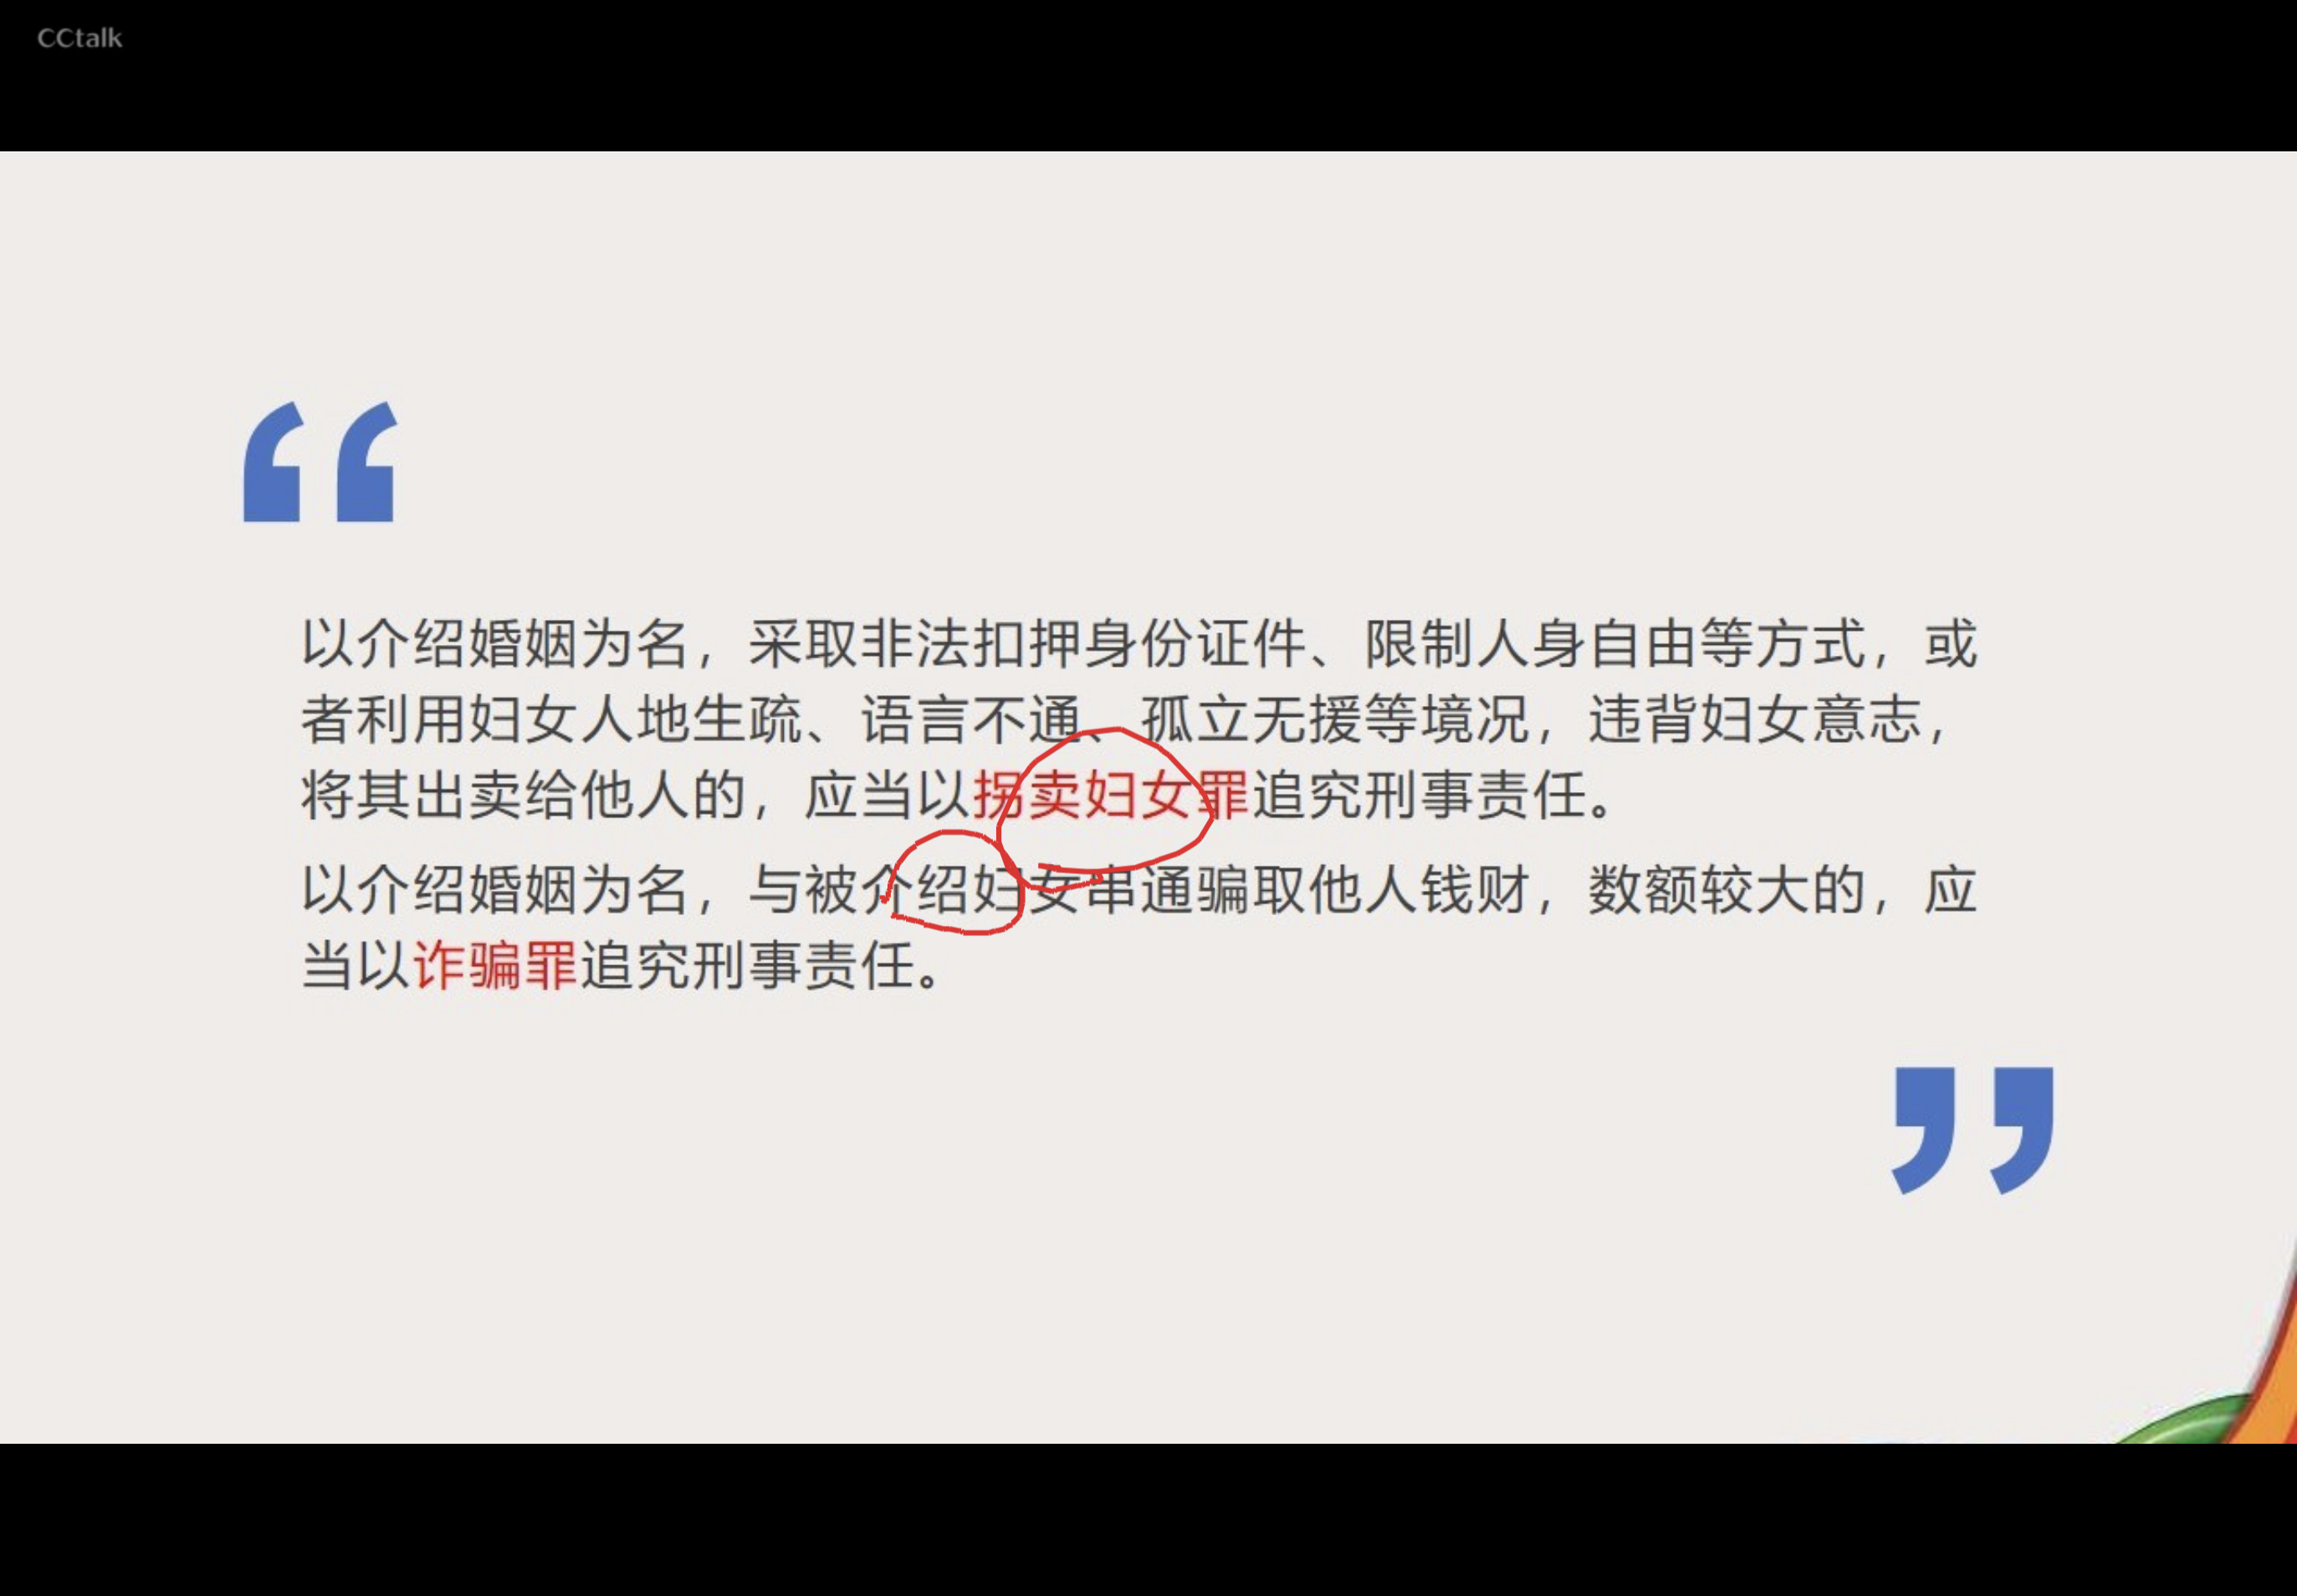 CCtalk
以介绍婚姻为名，采取非法扣押身份证件、限制人身自由等方式，或
者利用妇女人地生疏、语言不通、孤立无援等境况，违背妇女意志，
将其出卖给他人的，应当以拐卖妇女罪追究刑事责任。
以介绍婚姻为名，与被介绍妇女串通骗取他人钱财，数额较大的，应
当以诈骗罪追究刑事责任。